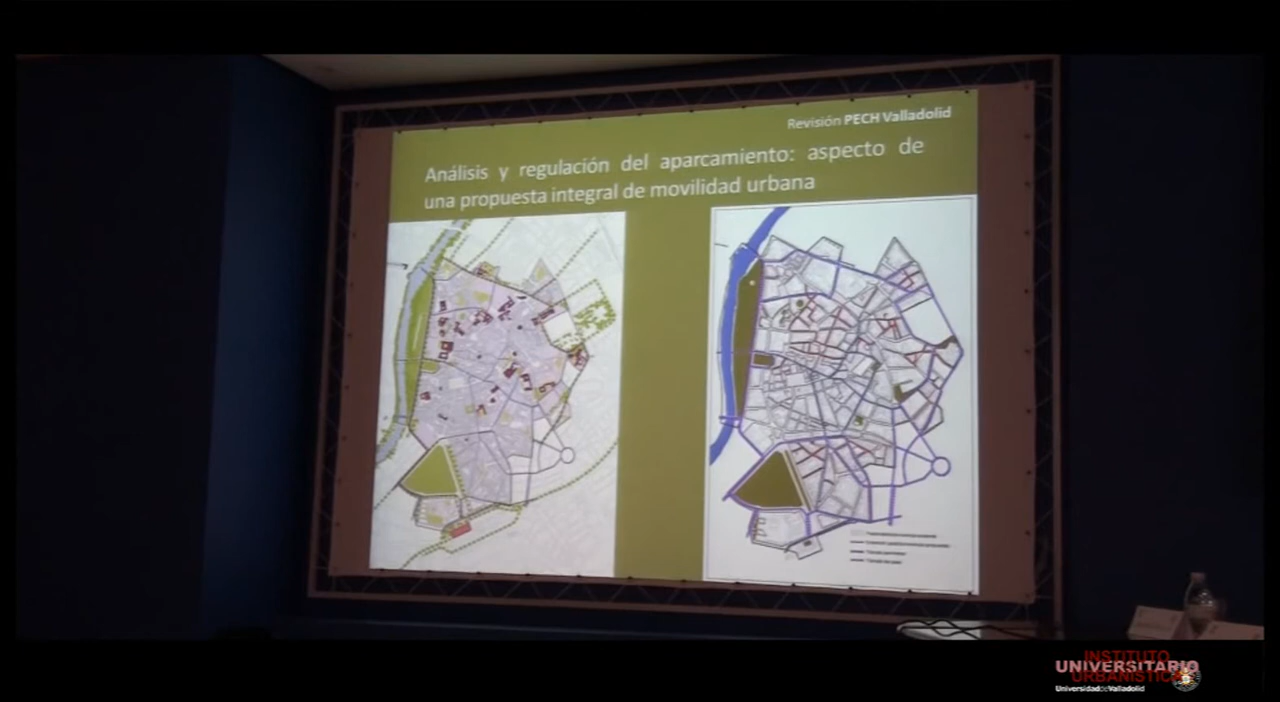 Revisión PECH Valladolid
Análisis y regulación del aparcamiento: aspecto de
una propuesta integral de movilidad urbana
INSTITUTO
UNIVERSITARIO
URBANÍSTICA
Universidad de Valladolid